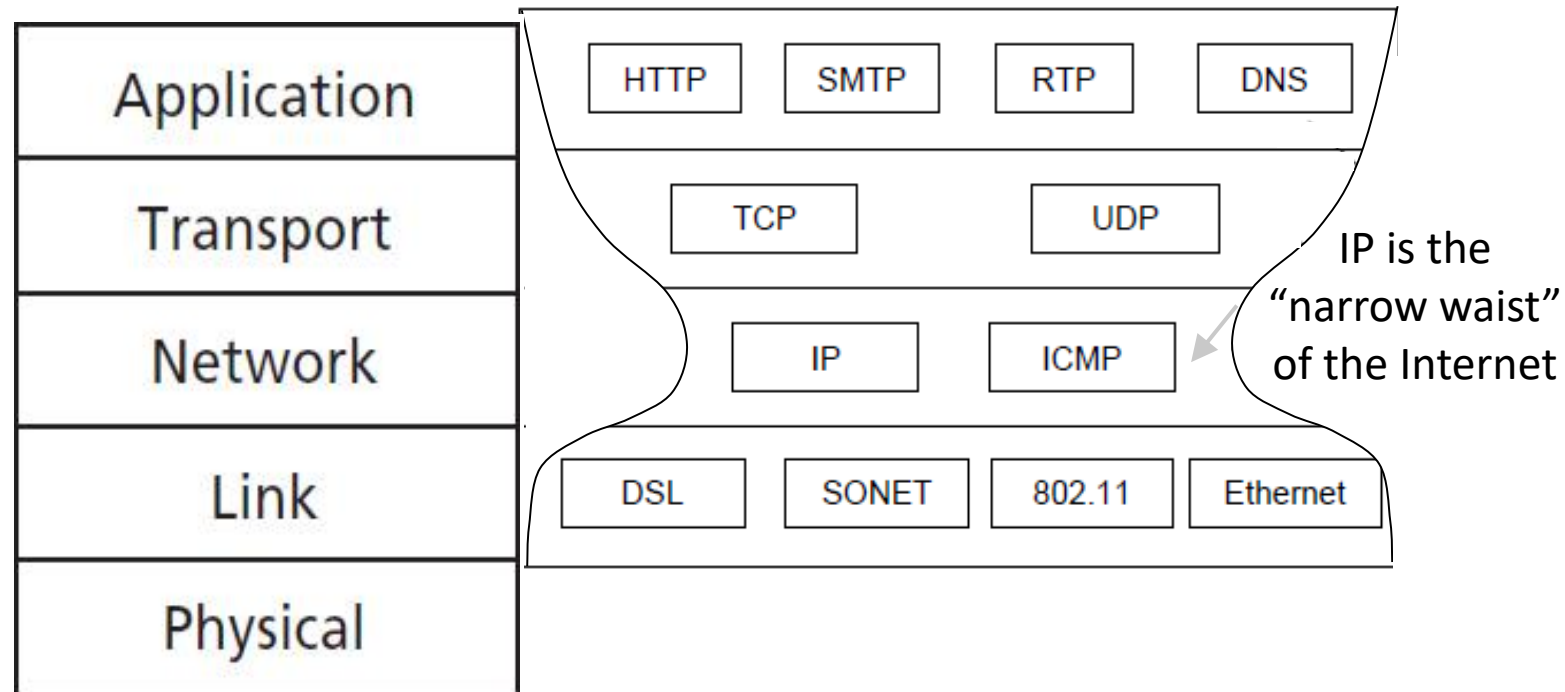 Application
HTTP SMTP RTP DNS
Transport
TCP UDP
IP is the
“narrow waist”
of the Internet
Network
IP ICMP
Link
DSL SONET 802.11 Ethernet
Physical